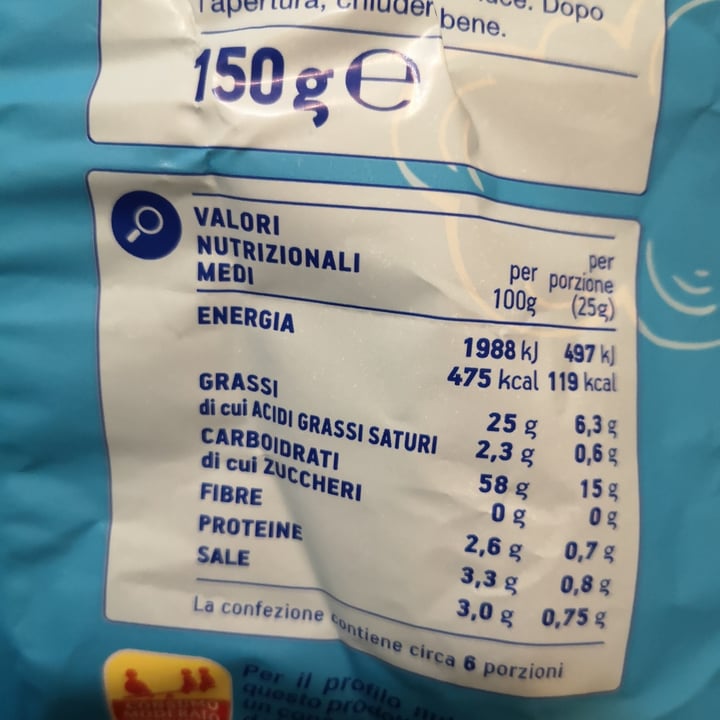 l'apertura, bene. Dopo
150 g ℮
VALORI
NUTRIZIONALI
MEDI
per 100g
per porzione (25g)
ENERGIA
1988 kJ 497 kJ
475 kcal 119 kcal
GRASSI 25 g 6,3 g
di cui ACIDI GRASSI SATURI 2,3 g 0,6 g
CARBOIDRATI 58 g 15 g
di cui ZUCCHERI 0 g 0 g
FIBRE 2,6 g 0,7 g
PROTEINE 3,3 g 0,8 g
SALE 3,0 g 0,75 g
La confezione contiene circa 6 porzioni
Per il profilo
questo